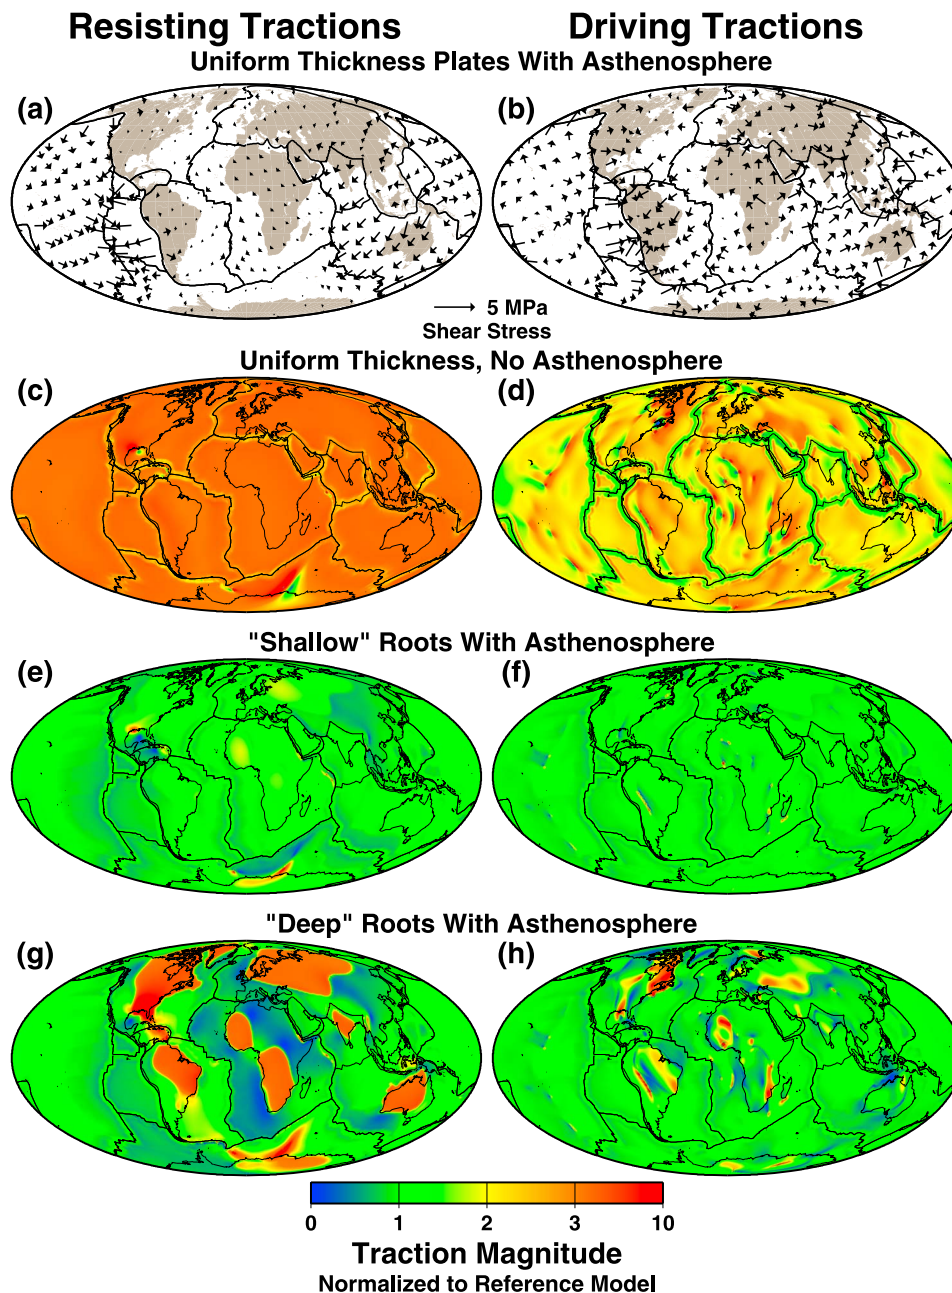 Resisting Tractions Driving Tractions
Uniform Thickness Plates With Asthenosphere
(a) (b)
5 MPa
Shear Stress
Uniform Thickness, No Asthenosphere
(c) (d)
"Shallow" Roots With Asthenosphere
(e) (f)
"Deep" Roots With Asthenosphere
(g) (h)
0 1 2 3 10
Traction Magnitude
Normalized to Reference Model